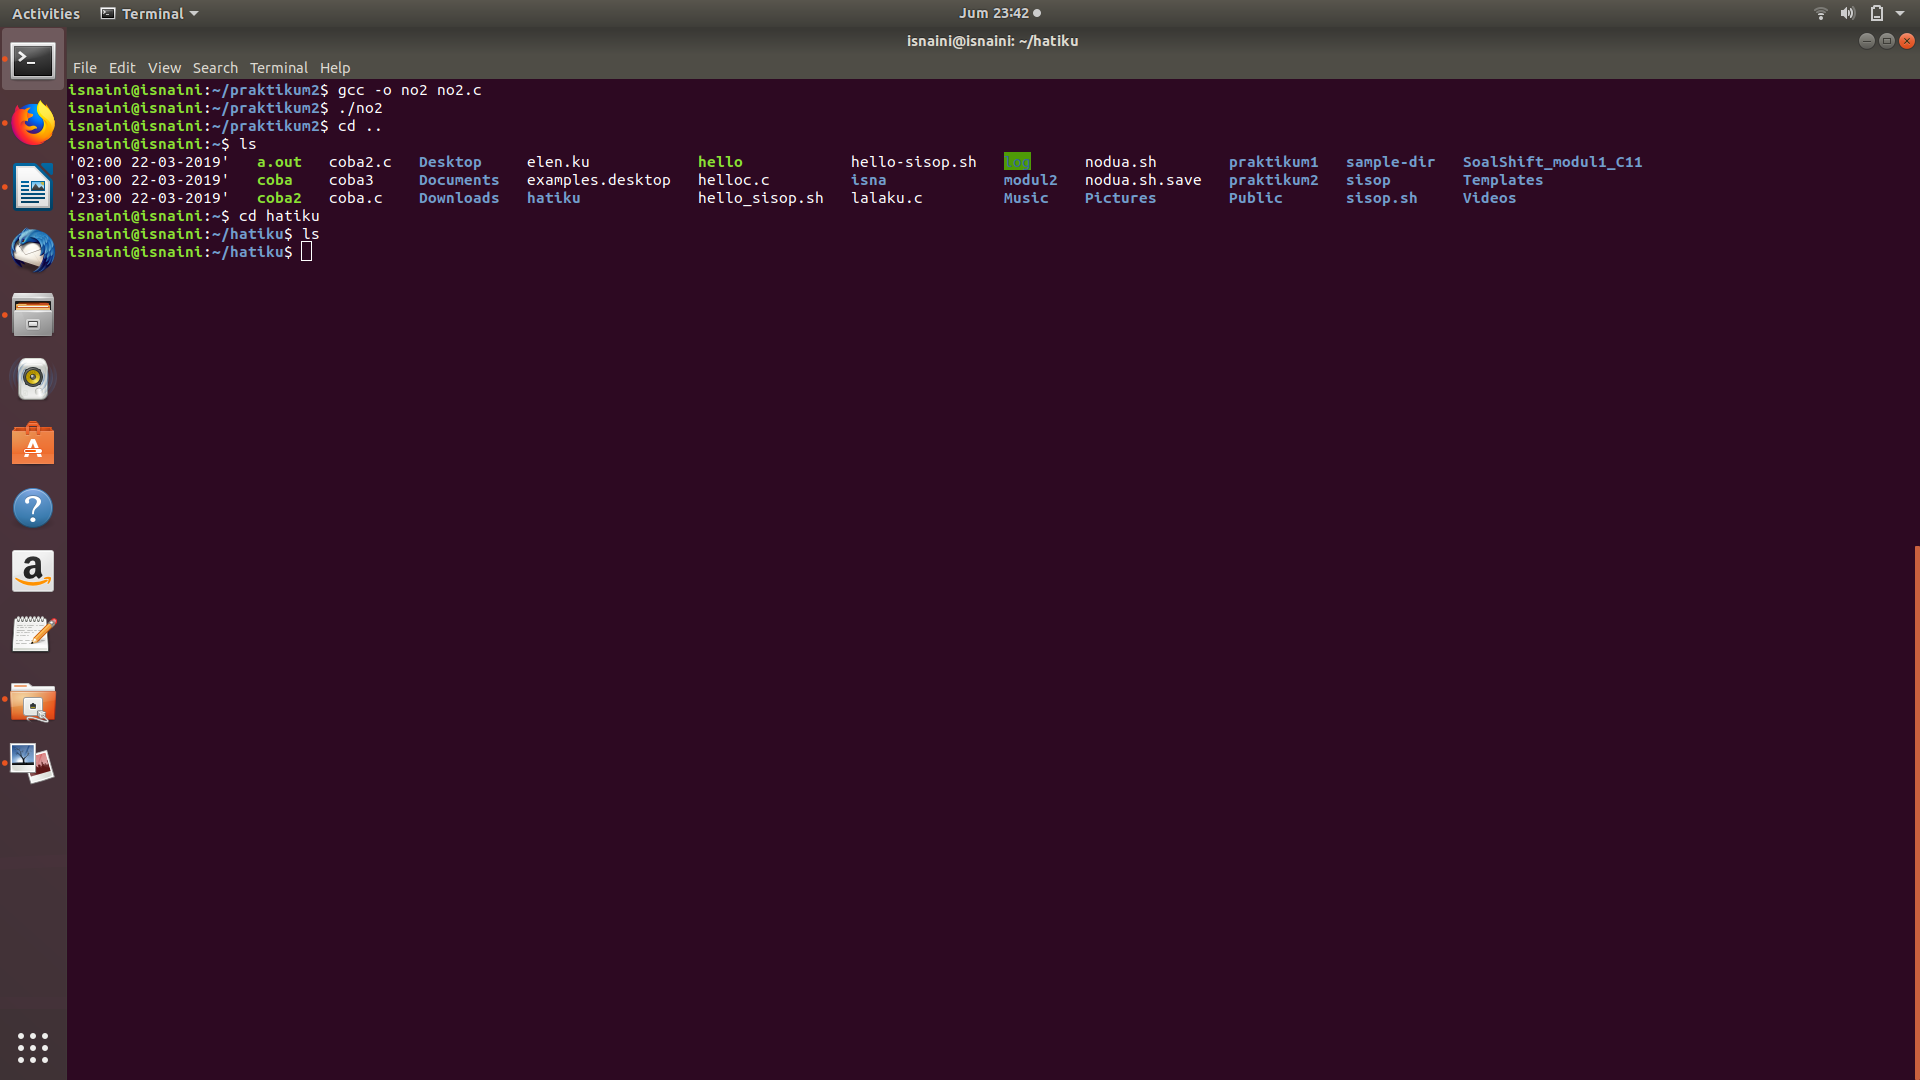 Activities Terminal Jum 23:42
isnaini@isnaini: ~/hatiku
File Edit View Search Terminal Help
isnaini@isnaini:~/praktikum2$ gcc -o no2 no2.c
isnaini@isnaini:~/praktikum2$ ./no2
isnaini@isnaini:~/praktikum2$ cd ..
isnaini@isnaini:~$ ls
'02:00 22-03-2019' a.out coba2.c Desktop elen.ku hello hello-sisop.sh log nodua.sh praktikum1 sample-dir SoalShift_modul1_C11
'03:00 22-03-2019' coba coba3 Documents examples.desktop helloc.c isna modul2 nodua.sh.save praktikum2 sisop Templates
'23:00 22-03-2019' coba2 coba.c Downloads hatiku hello_sisop.sh lalaku.c Music Pictures Public sisop.sh Videos
isnaini@isnaini:~$ cd hatiku
isnaini@isnaini:~/hatiku$ ls
isnaini@isnaini:~/hatiku$